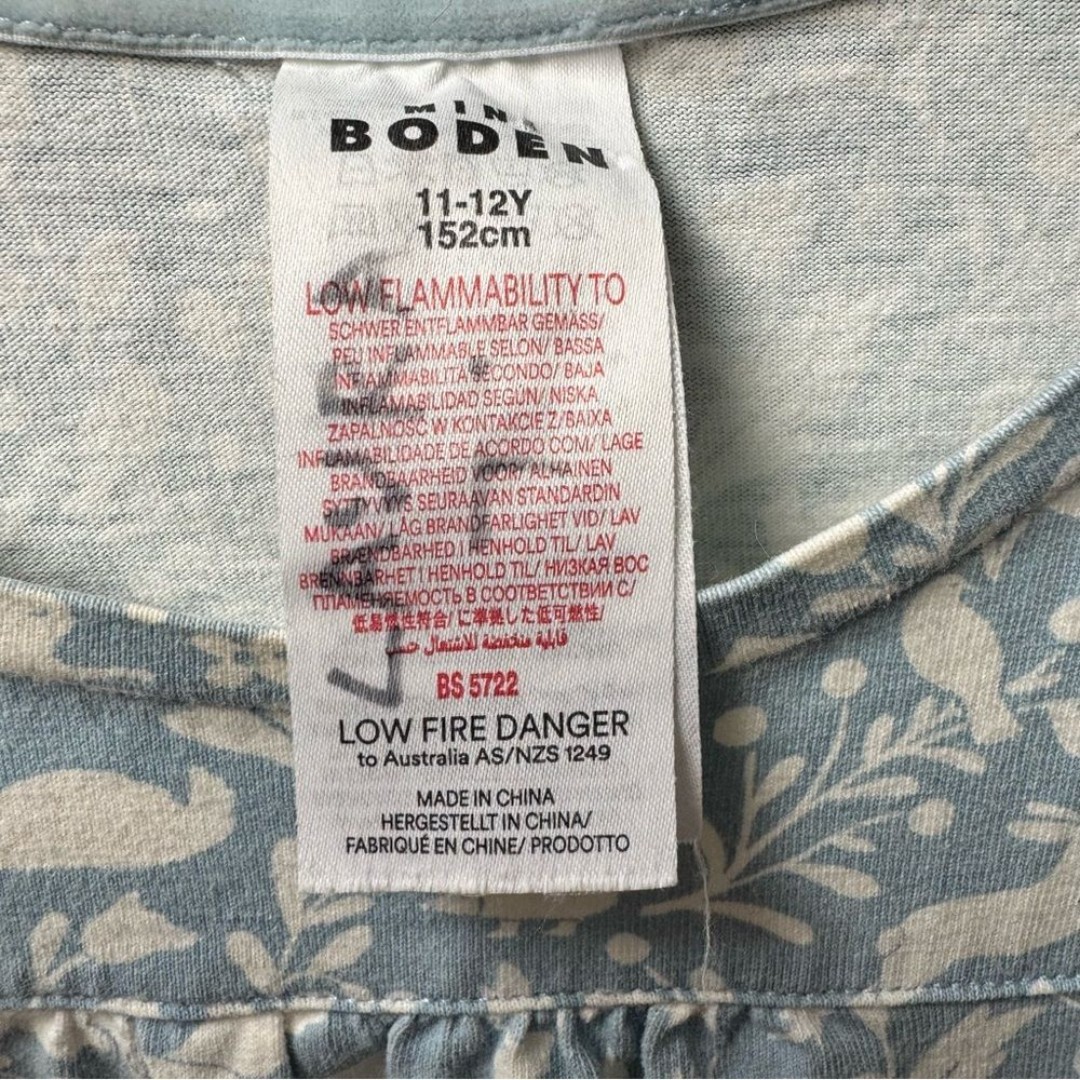 MINI
BODEN
11-12Y
152cm
LOW FLAMMABILITY TO
SCHWER ENTFLAMMBAR GEMÄSS/
PEU INFLAMMABLE SELON/ BASSA
INFIAMMABILITÀ SECONDO/ BAJA
INFLAMABILIDAD SEGÚN/ NISKA
ZAPALNOŚĆ W KONTAKCIE Z/ BAIXA
INFLAMABILIDADE DE ACORDO COM/ LAGE
BRANDBAARHEID VOOR/ ALHAINEN
SYTTYVYYS SEURAAVAN STANDARDIN
MUKAAN/ LÅG BRANDFARLIGHET VID/ LAV
BRÆNDBARHED I HENHOLD TIL/ LAV
BRENNBARHET I HENHOLD TIL/ НИЗКАЯ ВОС
ПЛАМЕНЯЕМОСТЬ В СООТВЕТСТВИИ С/
低易燃性符合/ に準拠した低可燃性/
قابلية منخفضة للاشتعال حسب
BS 5722
LOW FIRE DANGER
to Australia AS/NZS 1249
MADE IN CHINA
HERGESTELLT IN CHINA/
FABRIQUÉ EN CHINE/ PRODOTTO